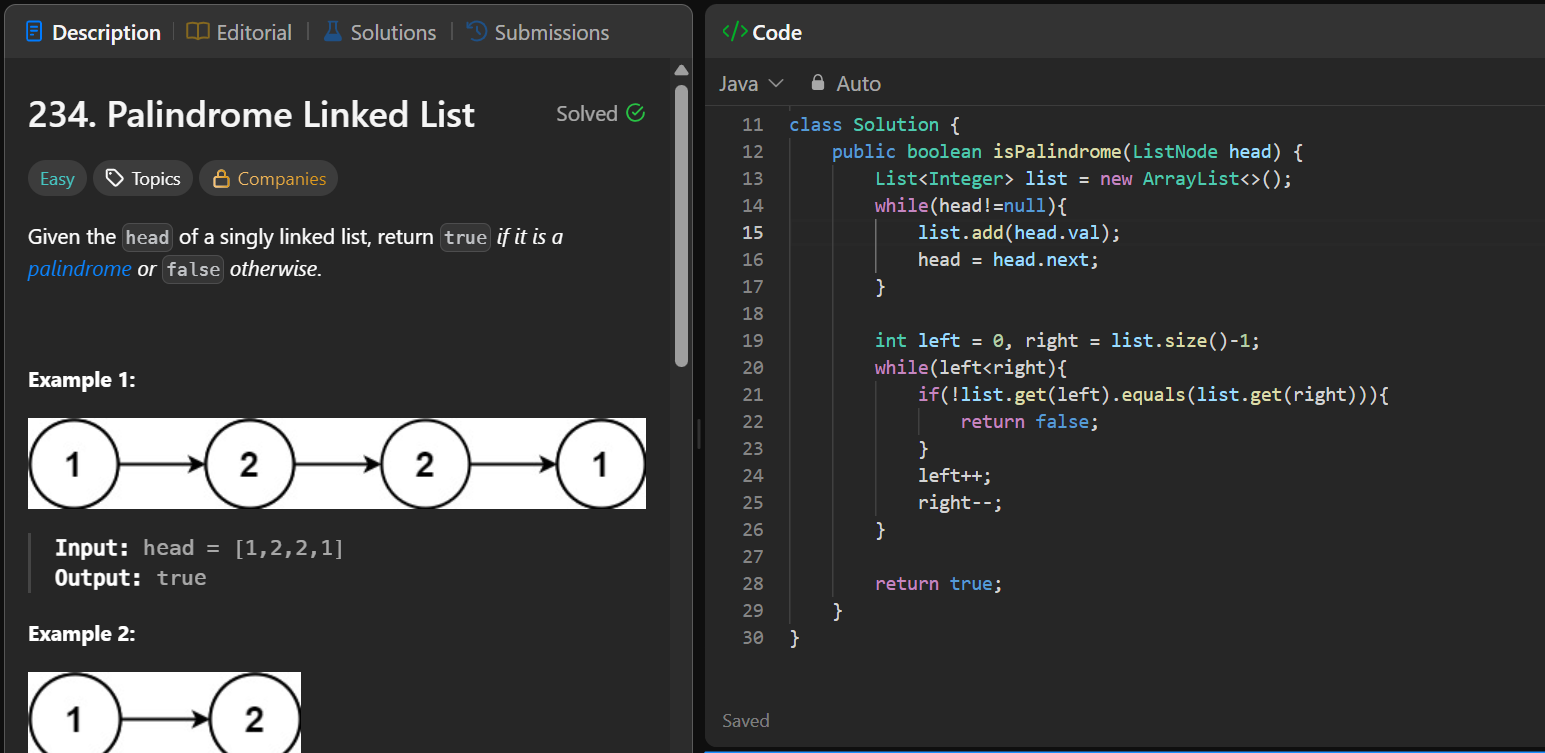 Description | Editorial | Solutions | Submissions
234. Palindrome Linked List
Solved
Easy Topics Companies
Given the head of a singly linked list, return true if it is a
palindrome or false otherwise.
Example 1:
1 2 2 1
Input: head = [1,2,2,1]
Output: true
Example 2:
1 2
</> Code
Java Auto
11 class Solution {
12     public boolean isPalindrome(ListNode head) {
13         List<Integer> list = new ArrayList<>();
14         while(head!=null){
15             list.add(head.val);
16             head = head.next;
17         }
18
19         int left = 0, right = list.size()-1;
20         while(left<right){
21             if(!list.get(left).equals(list.get(right))){
22                 return false;
23             }
24             left++;
25             right--;
26         }
27
28         return true;
29     }
30 }
Saved